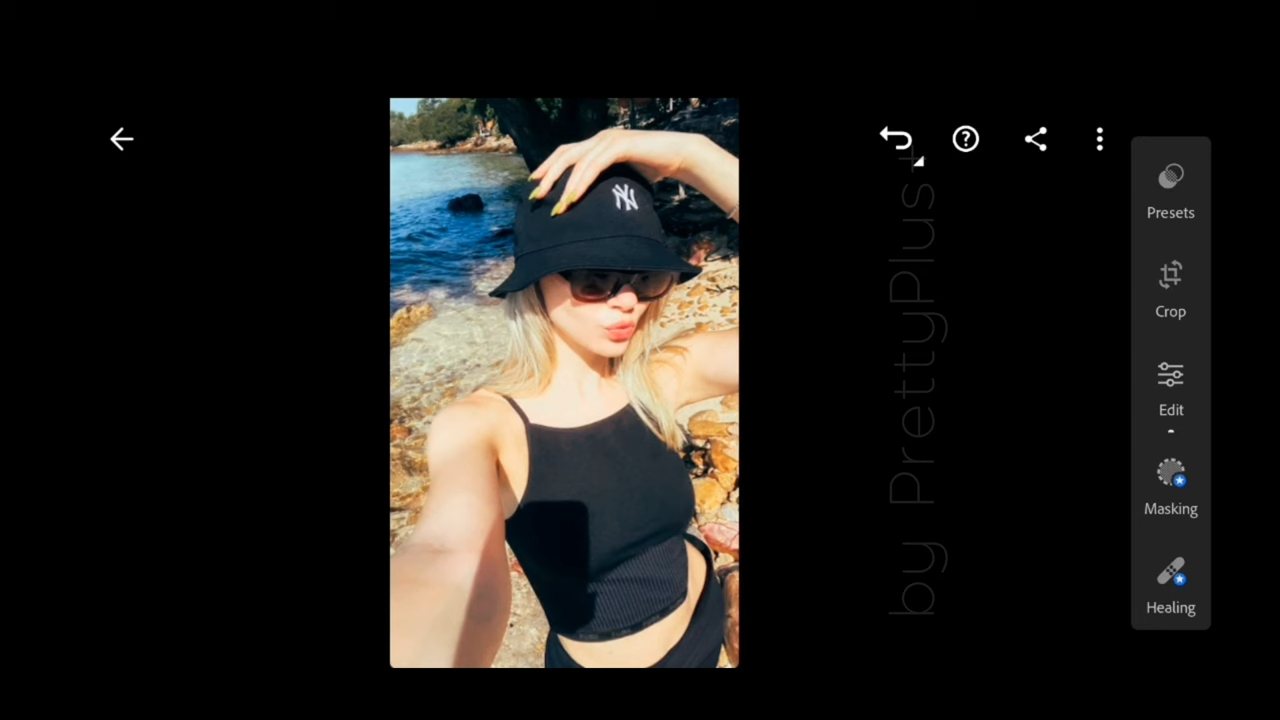 NY
by PrettyPlus+
Presets
Crop
Edit
Masking
Healing